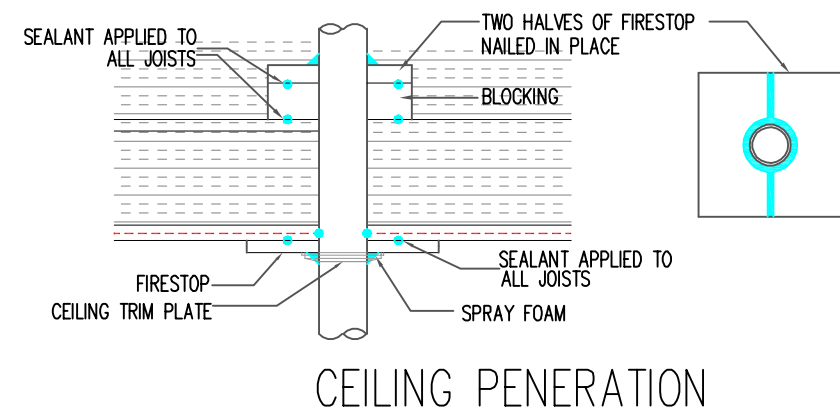 SEALANT APPLIED TO
ALL JOISTS
TWO HALVES OF FIRESTOP
NAILED IN PLACE
BLOCKING
SEALANT APPLIED TO
ALL JOISTS
FIRESTOP
CEILING TRIM PLATE
SPRAY FOAM
CEILING PENERATION